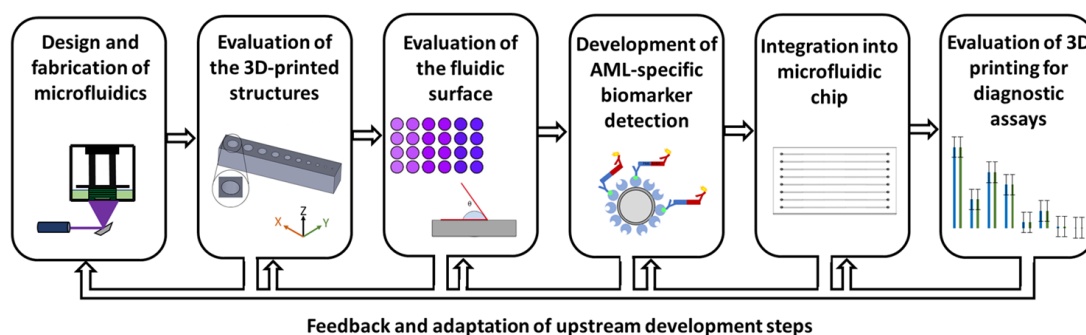 Design and
fabrication of
microfluidics
Evaluation of
the 3D-printed
structures
Z
X
Y
Evaluation of
the fluidic
surface
θ
Development of
AML-specific
biomarker
detection
Integration into
microfluidic
chip
Evaluation of 3D
printing for
diagnostic
assays
Feedback and adaptation of upstream development steps